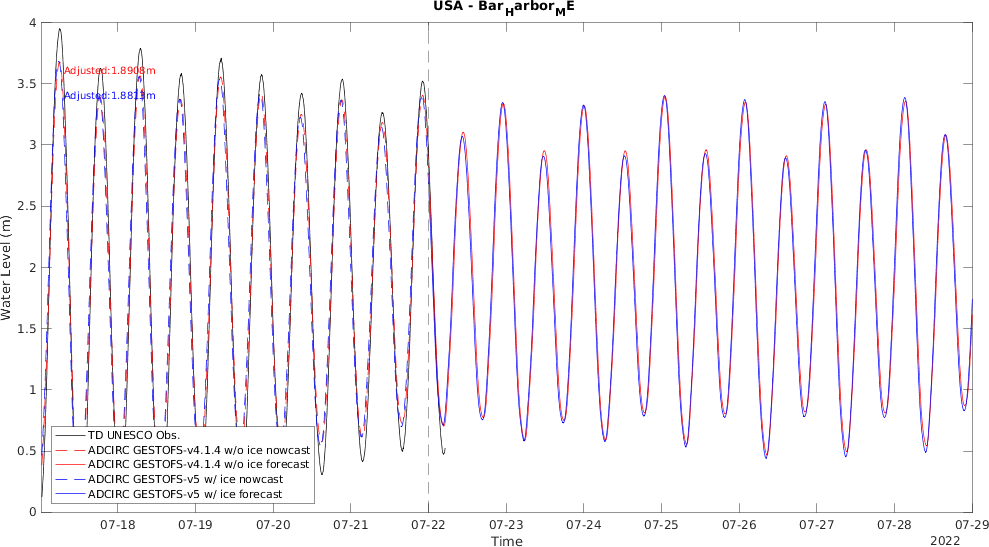 USA - Bar_Harbor_ME
4
3.5
3
2.5
2
1.5
1
0.5
0
Water Level (m)
Adjusted:1.8908m
Adjusted:1.8813m
TD UNESCO Obs.
ADCIRC GESTOFS-v4.1.4 w/o ice nowcast
ADCIRC GESTOFS-v4.1.4 w/o ice forecast
ADCIRC GESTOFS-v5 w/ ice nowcast
ADCIRC GESTOFS-v5 w/ ice forecast
07-18 07-19 07-20 07-21 07-22 07-23 07-24 07-25 07-26 07-27 07-28 07-29
Time
2022